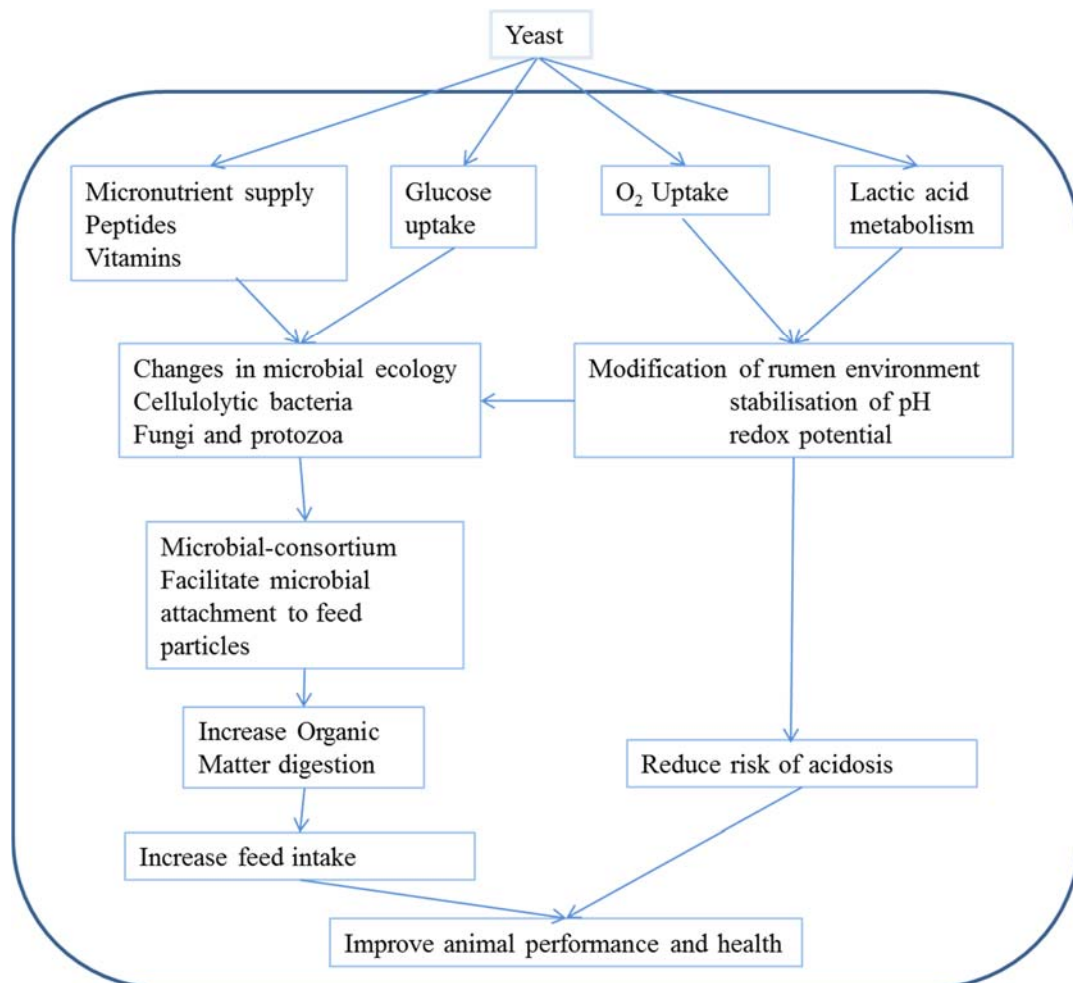 Yeast
Micronutrient supply
Peptides
Vitamins
Glucose
uptake
O₂ Uptake
Lactic acid
metabolism
Changes in microbial ecology
Cellulolytic bacteria
Fungi and protozoa
Modification of rumen environment
stabilisation of pH
redox potential
Microbial-consortium
Facilitate microbial
attachment to feed
particles
Increase Organic
Matter digestion
Reduce risk of acidosis
Increase feed intake
Improve animal performance and health